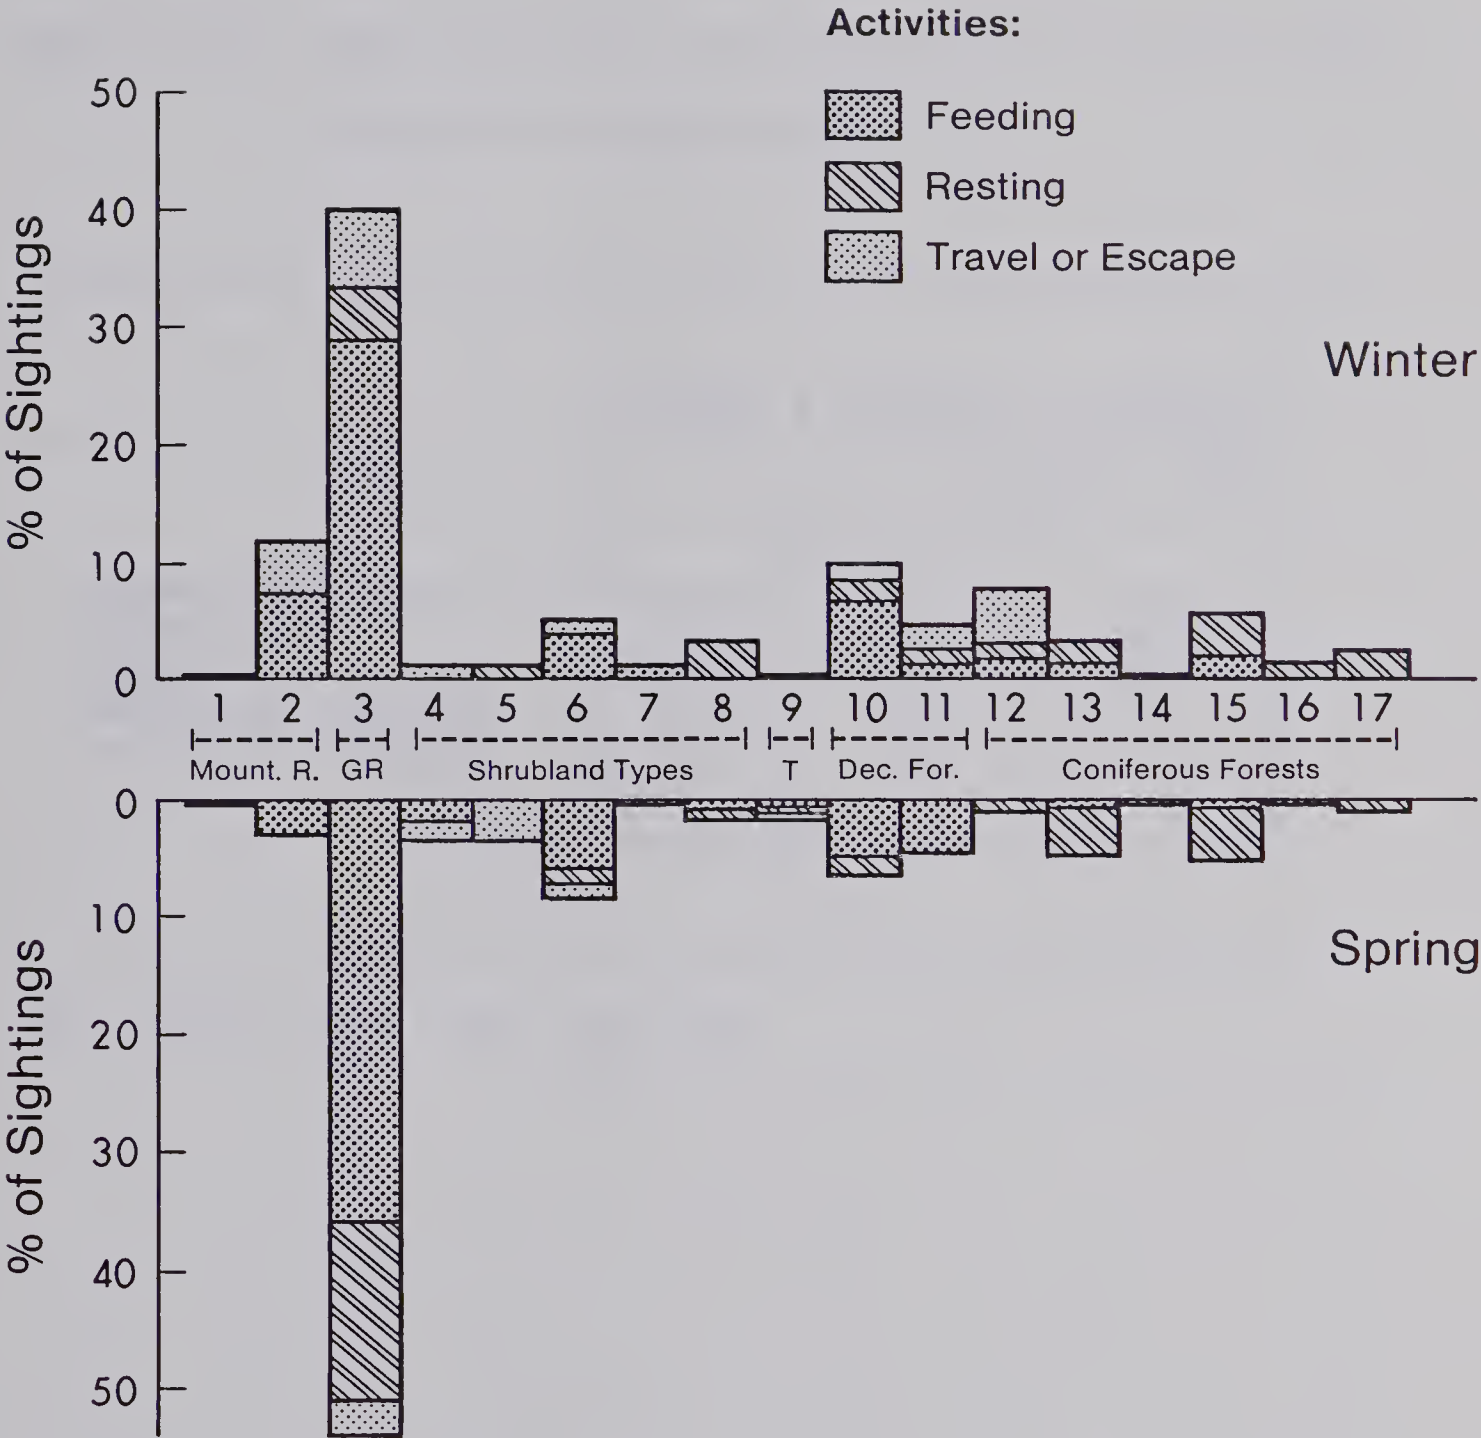 Activities:
Feeding
Resting
Travel or Escape
% of Sightings
50
40
30
20
10
0
Winter
1 2 3 4 5 6 7 8 9 10 11 12 13 14 15 16 17
Mount. R. GR Shrubland Types T Dec. For. Coniferous Forests
% of Sightings
0
10
20
30
40
50
Spring